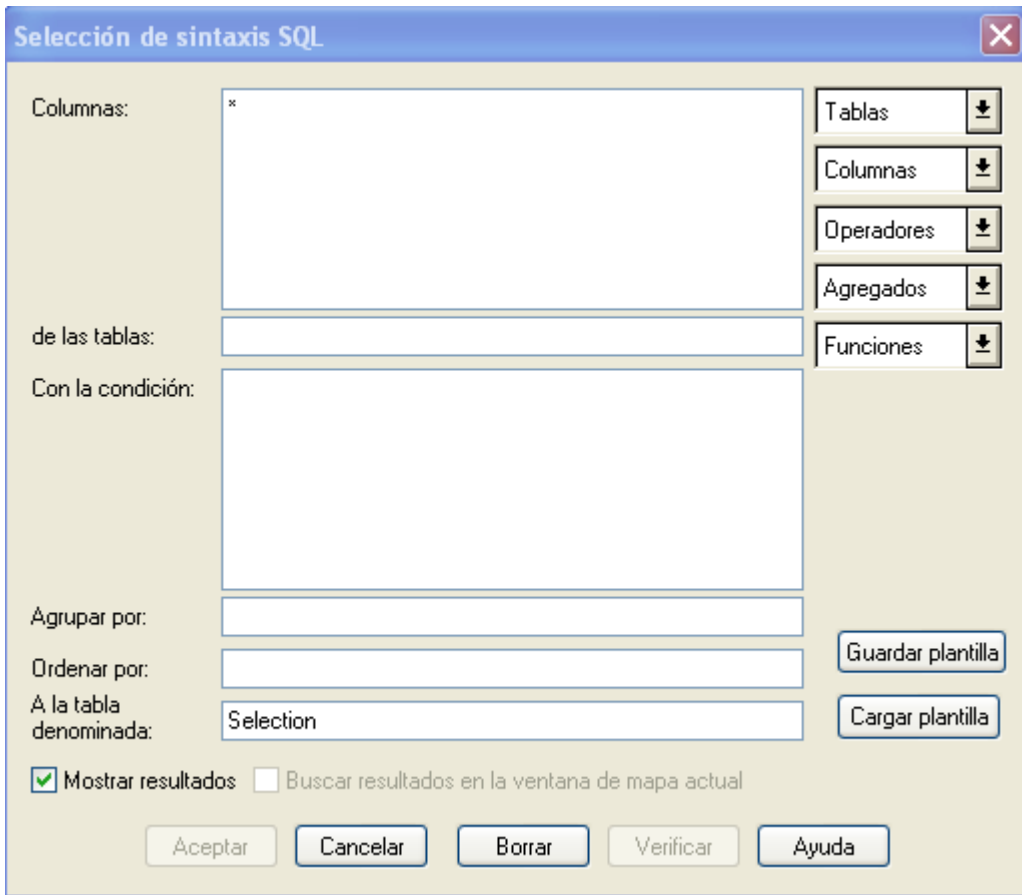 Selección de sintaxis SQL
Columnas:
*
Tablas
Columnas
Operadores
Agregados
Funciones
de las tablas:
Con la condición:
Agrupar por:
Ordenar por:
A la tabla
denominada:
Selection
Guardar plantilla
Cargar plantilla
Mostrar resultados
Buscar resultados en la ventana de mapa actual
Aceptar
Cancelar
Borrar
Verificar
Ayuda